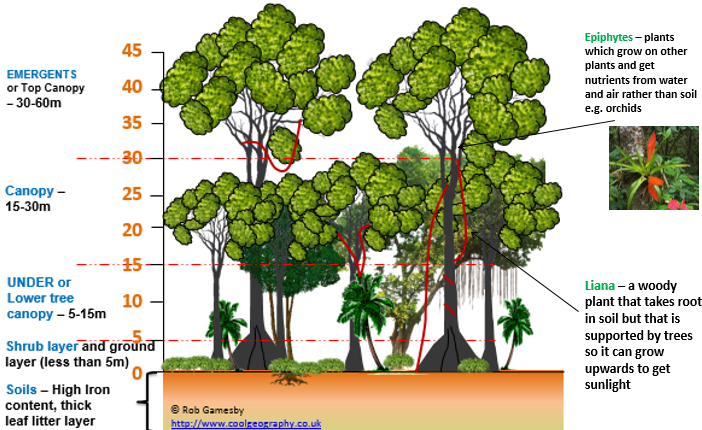 EMERGENTS
or Top Canopy
– 30-60m
Canopy –
15-30m
UNDER or
Lower tree
canopy – 5-15m
Shrub layer and ground
layer (less than 5m)
Soils – High Iron
content, thick
leaf litter layer
45
40
35
30
25
20
15
10
5
0
Epiphytes – plants
which grow on other
plants and get
nutrients from water
and air rather than soil
e.g. orchids
Liana – a woody
plant that takes root
in soil but that is
supported by trees
so it can grow
upwards to get
sunlight
© Rob Gamesby
http://www.coolgeography.co.uk